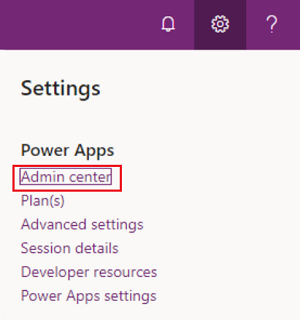 Settings
Power Apps
Admin center
Plan(s)
Advanced settings
Session details
Developer resources
Power Apps settings